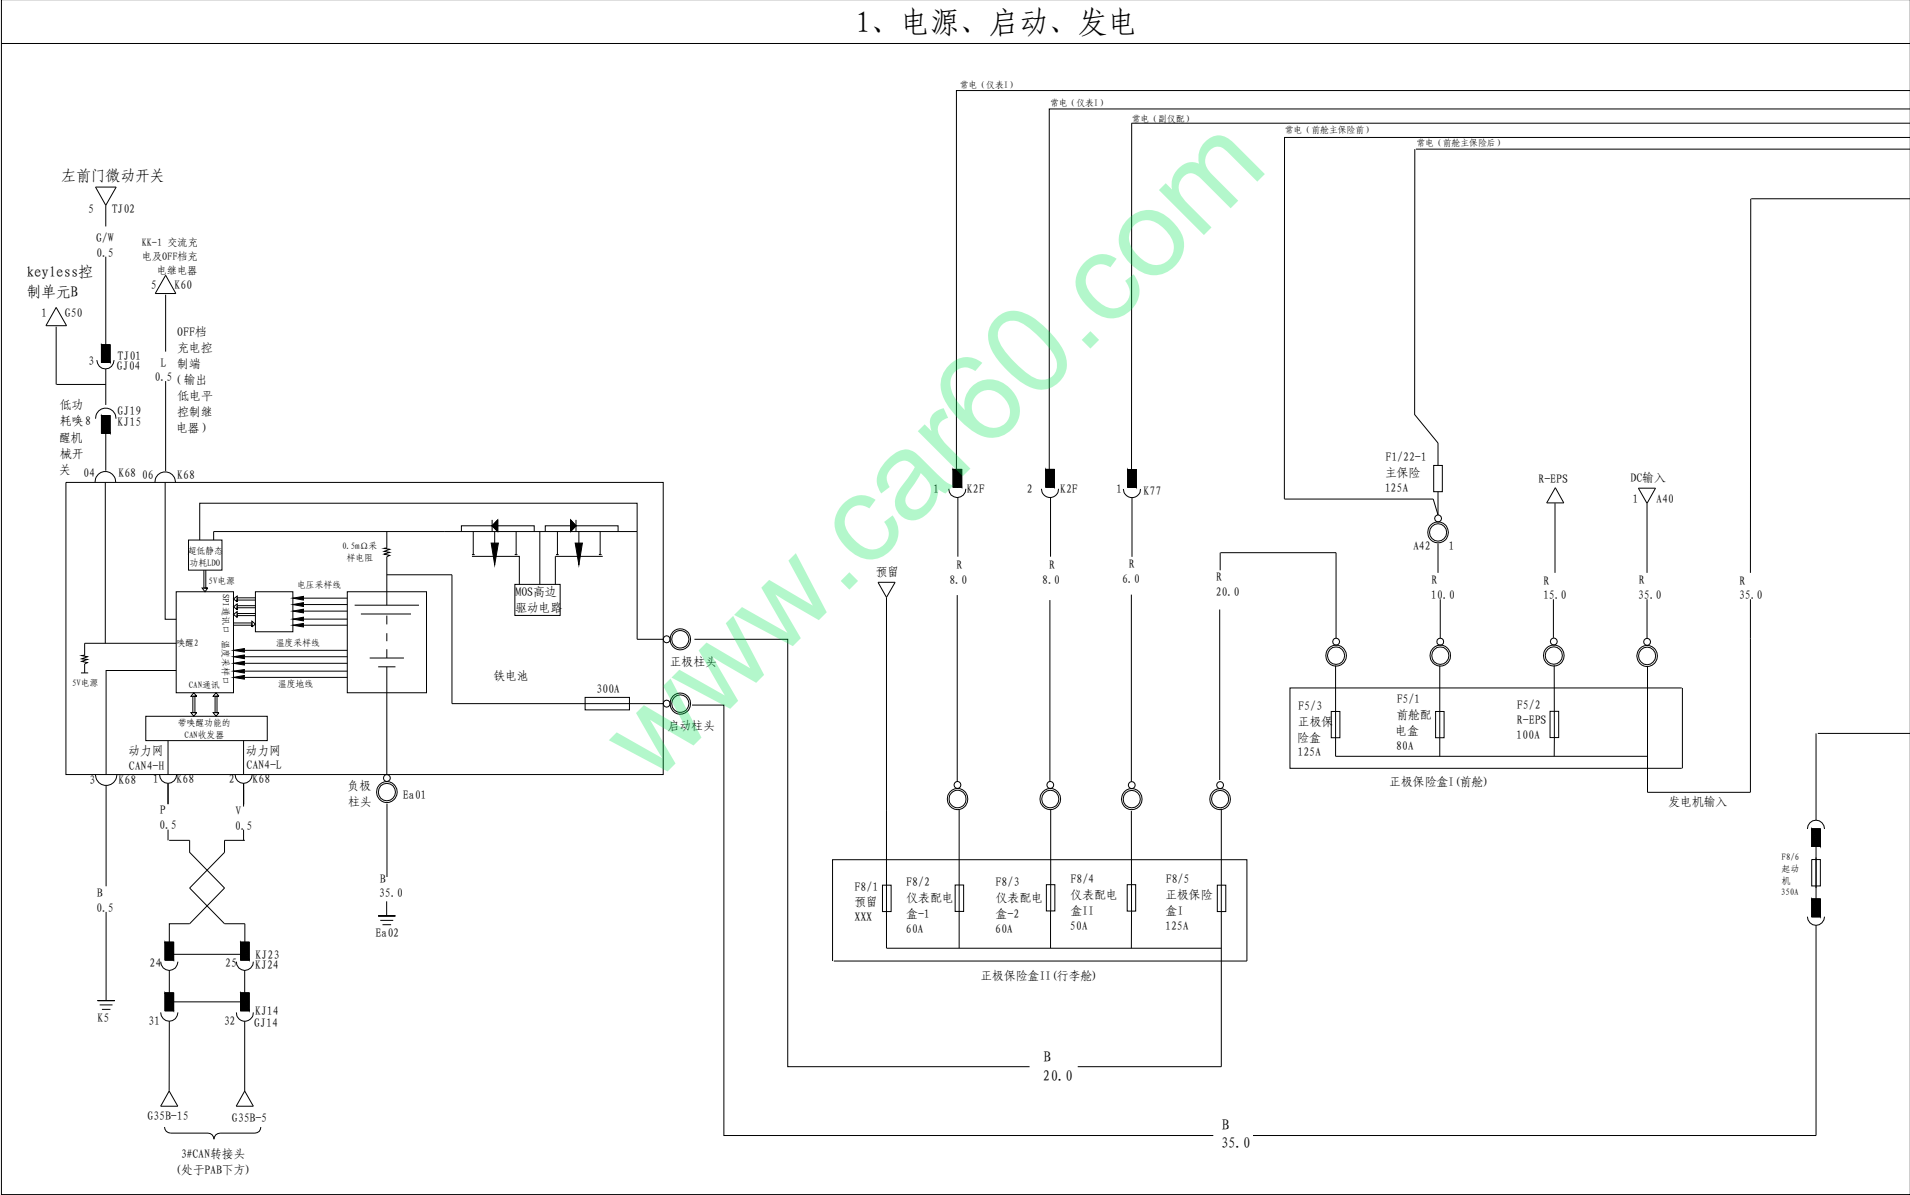 1、电源、启动、发电
常电（仪表I）
常电（仪表I）
常电（副仪配）
常电（前舱主保险前）
常电（前舱主保险后）
左前门微动开关
5 TJ02
G/W
0.5
KK-1 交流充
电及OFF档充
电继电器
5 K60
keyless控
制单元B
1 G50
3 TJ01
GJ04
L
0.5
OFF档
充电控
制端
(输出
低电平
控制继
电器)
低功
耗唤
醒机
械开
关
8 GJ19
KJ15
04 K68
06 K68
超低静态
功耗LDO
5V电源
SPI通讯口
温度采样口
唤醒2
CAN通讯
5V电源
电压采样线
温度采样线
温度地线
0.5mΩ采
样电阻
MOS高边
驱动电路
铁电池
300A
正极柱头
启动柱头
带唤醒功能的
CAN收发器
动力网
CAN4-H
动力网
CAN4-L
3 K68
1 K68
2 K68
负极
柱头
Ea01
P
0.5
V
0.5
B
0.5
B
35.0
Ea02
K5
24
25 KJ23
KJ24
31
32 KJ14
GJ14
G35B-15
G35B-5
3#CAN转接头
(处于PAB下方)
1 K2F
2 K2F
1 K77
R
8.0
R
8.0
R
6.0
R
20.0
预留
F8/1
预留
XXX
F8/2
仪表配电
盒-1
60A
F8/3
仪表配电
盒-2
60A
F8/4
仪表配电
盒II
50A
F8/5
正极保险
盒I
125A
正极保险盒II(行李舱)
B
20.0
B
35.0
F1/22-1
主保险
125A
A42 1
R-EPS
DC输入
1 A40
R
10.0
R
15.0
R
35.0
R
35.0
F5/3
正极保
险盒
125A
F5/1
前舱配
电盒
80A
F5/2
R-EPS
100A
正极保险盒I(前舱)
发电机输入
F8/6
起动
机
350A
www.car60.com